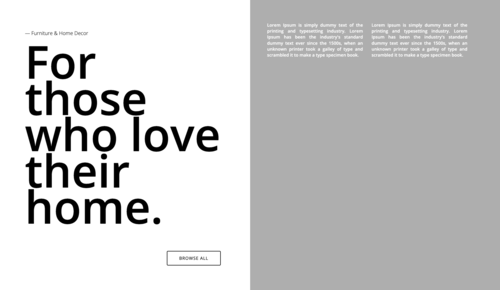 — Furniture & Home Decor
For
those
who love
their
home.
BROWSE ALL
Lorem Ipsum is simply dummy text of the
printing and typesetting industry. Lorem
Ipsum has been the industry's standard
dummy text ever since the 1500s, when an
unknown printer took a galley of type and
scrambled it to make a type specimen book.
Lorem Ipsum is simply dummy text of the
printing and typesetting industry. Lorem
Ipsum has been the industry's standard
dummy text ever since the 1500s, when an
unknown printer took a galley of type and
scrambled it to make a type specimen book.